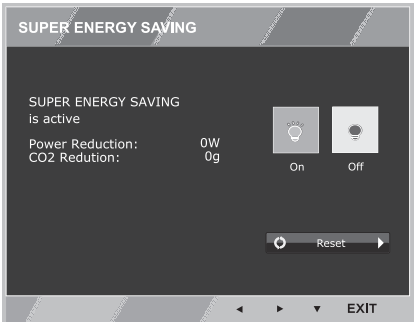 SUPER ENERGY SAVING
SUPER ENERGY SAVING
is active
Power Reduction: 0W
CO2 Redution: 0g
On Off
Reset
EXIT